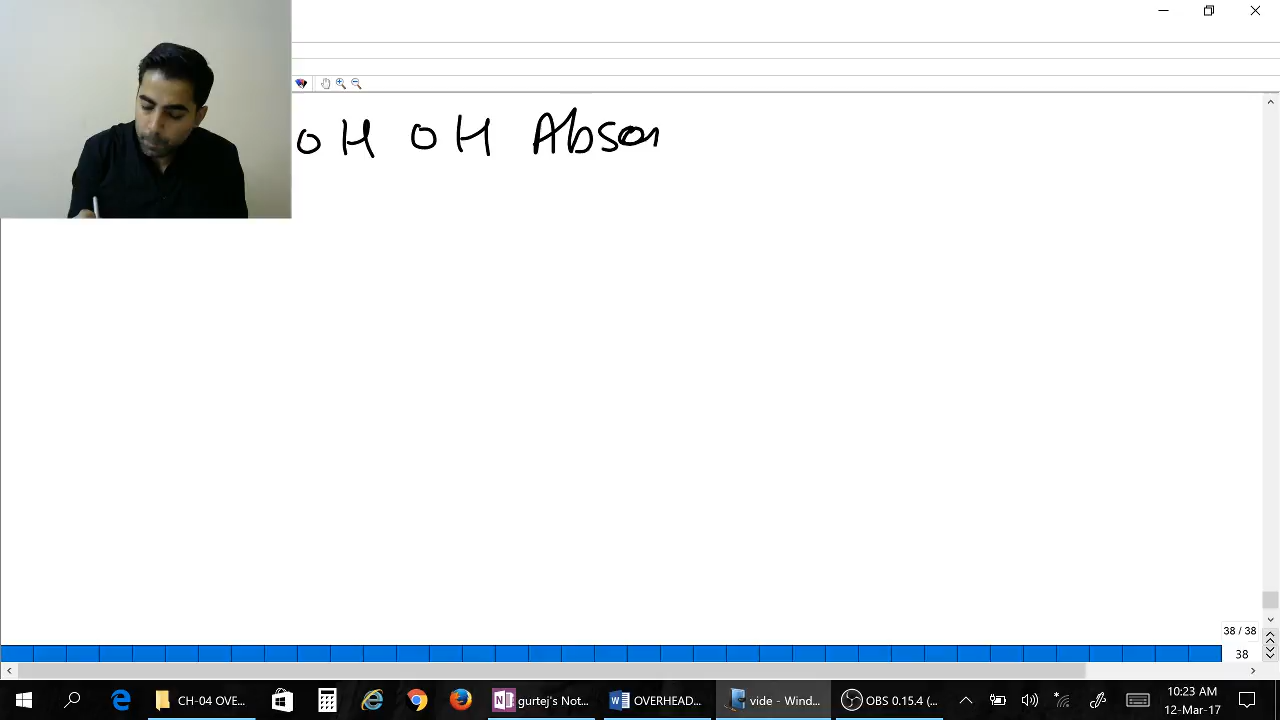 OH OH Absor
38 / 38
38
CH-04 OVE...
gurtej's Not...
OVERHEAD...
vide - Wind...
OBS 0.15.4 (...
10:23 AM
12-Mar-17